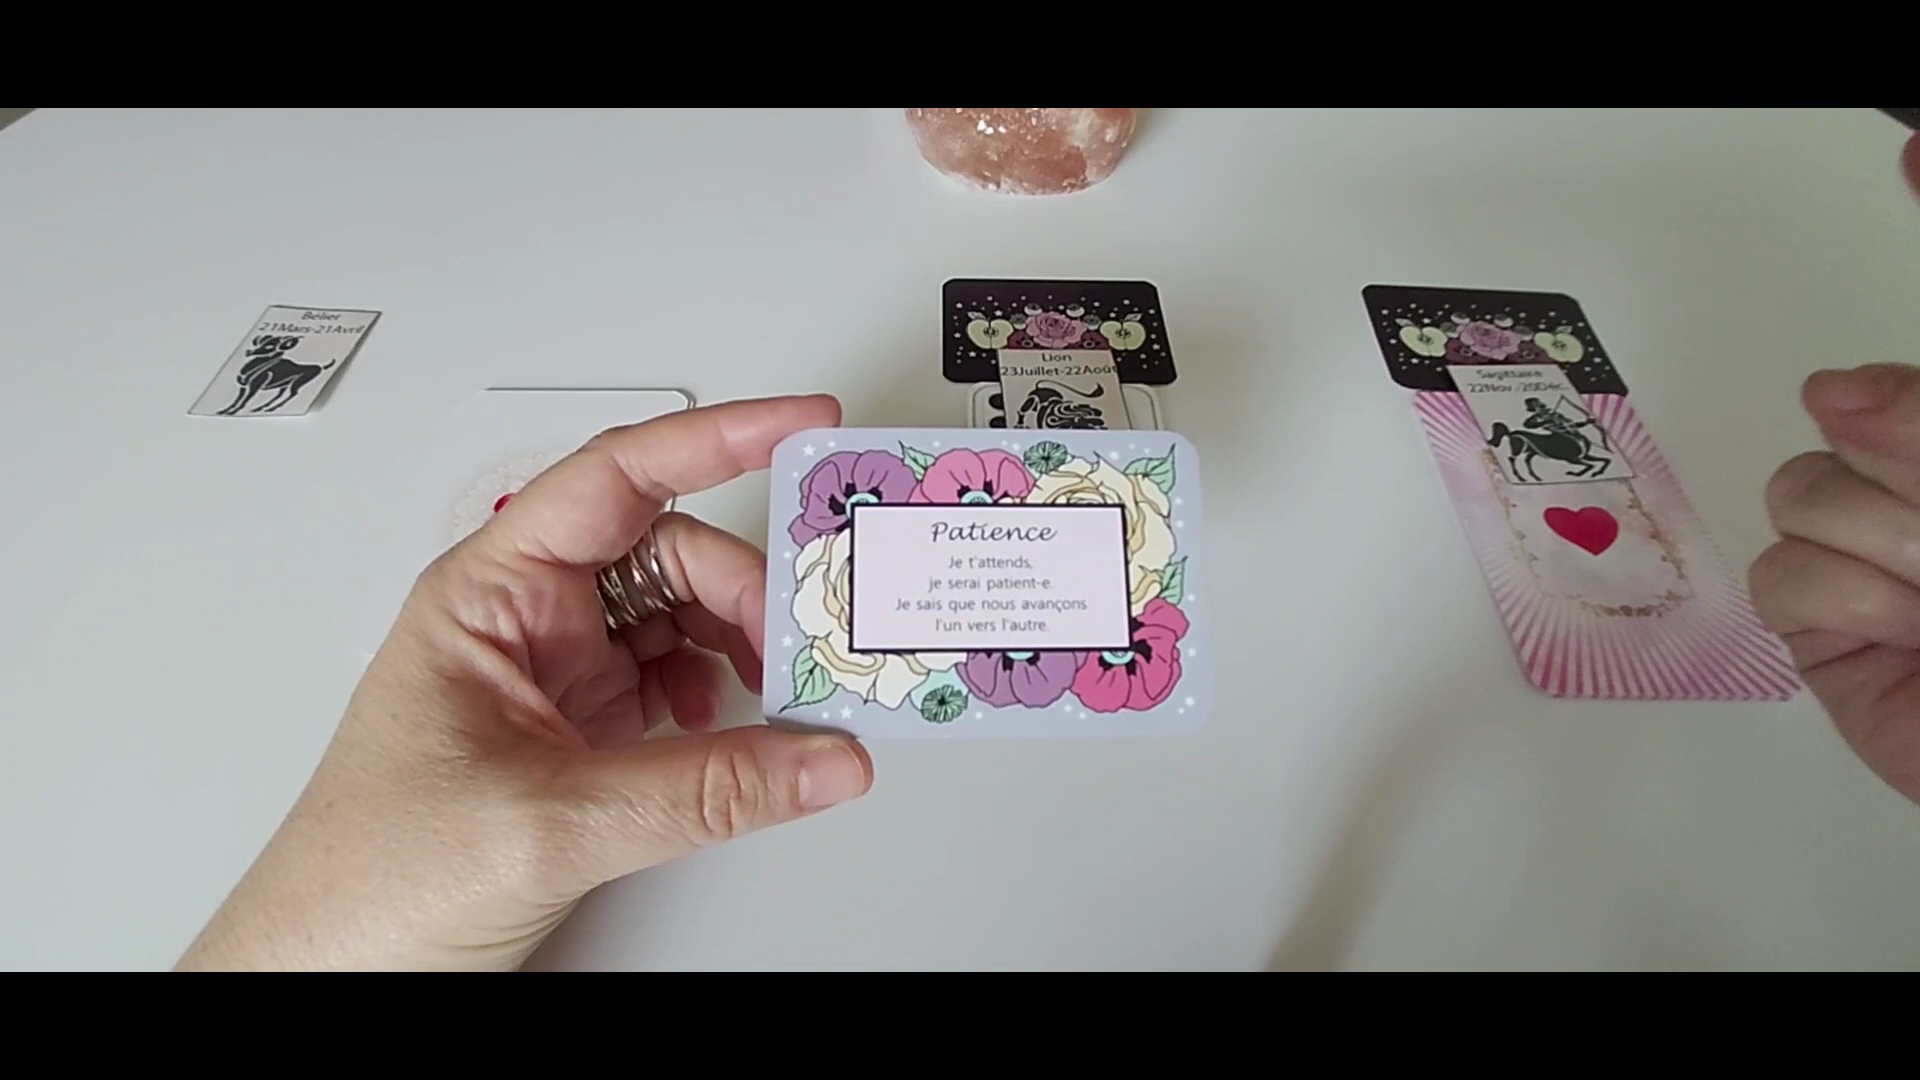 Bélier
21Mars-21Avril
Lion
23Juillet-22Août
Sagittaire
Patience
Je t'attends,
je serai patient-e.
Je sais que nous avançons
l'un vers l'autre.